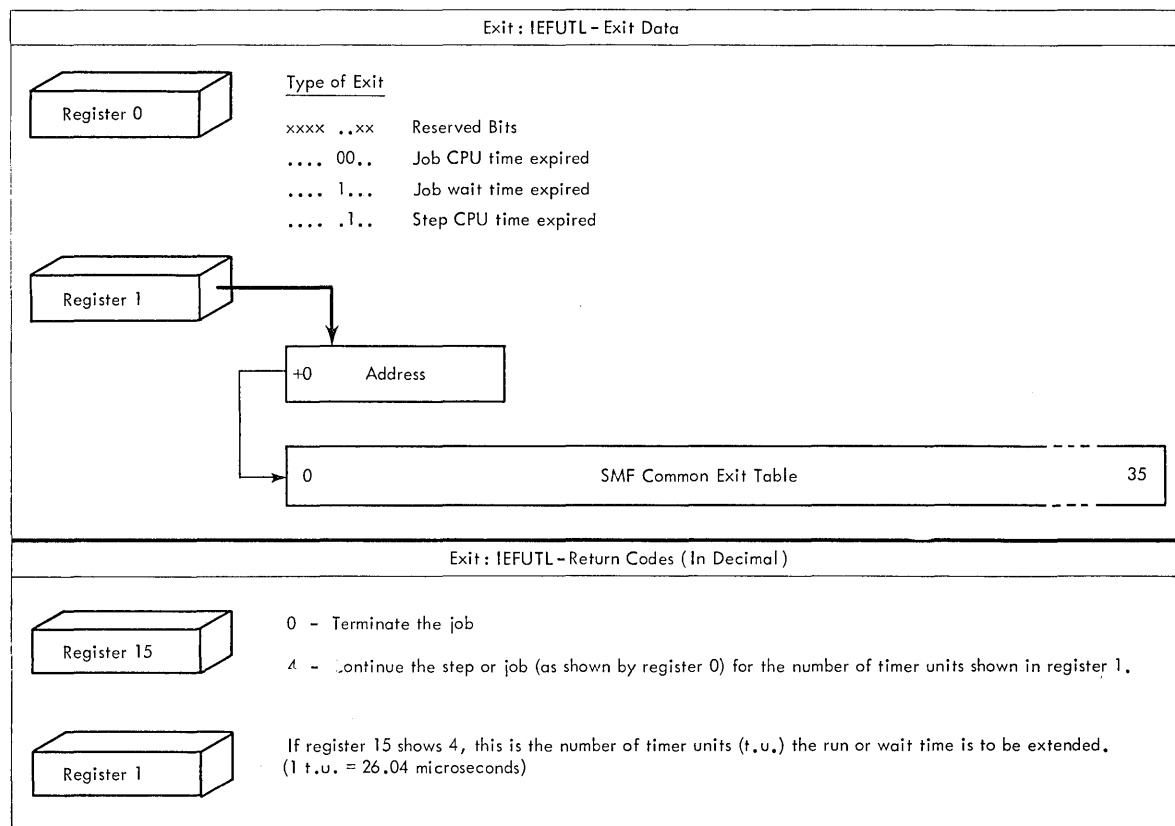 Exit: IEFUTL - Exit Data
Register 0
Type of Exit
xxxx ..xx Reserved Bits
.... 00.. Job CPU time expired
.... 1... Job wait time expired
.... .1.. Step CPU time expired
Register 1
+0 Address
0 SMF Common Exit Table 35
Exit: IEFUTL - Return Codes (In Decimal)
Register 15
0 - Terminate the job
4 - Continue the step or job (as shown by register 0) for the number of timer units shown in register 1.
Register 1
If register 15 shows 4, this is the number of timer units (t.u.) the run or wait time is to be extended.
(1 t.u. = 26.04 microseconds)